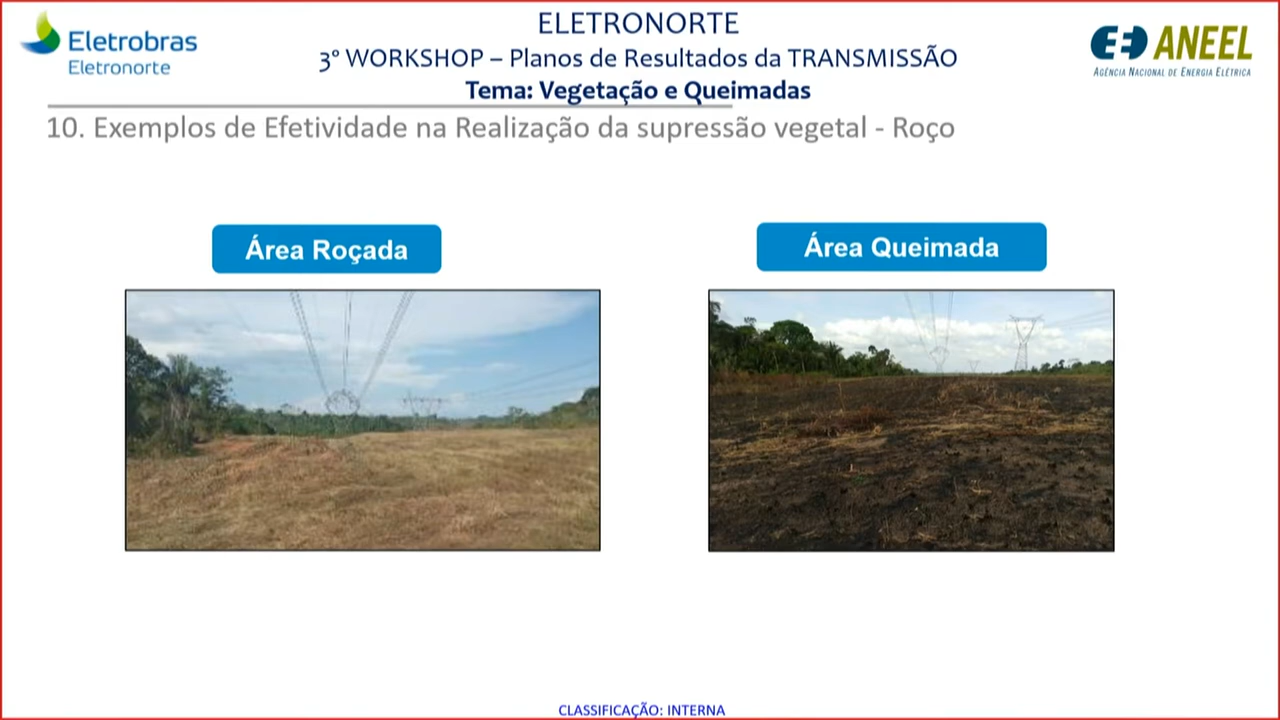 Eletrobras
Eletronorte
ELETRONORTE
3° WORKSHOP – Planos de Resultados da TRANSMISSÃO
Tema: Vegetação e Queimadas
ANEEL
AGÊNCIA NACIONAL DE ENERGIA ELÉTRICA
10. Exemplos de Efetividade na Realização da supressão vegetal - Roço
Área Roçada
Área Queimada
CLASSIFICAÇÃO: INTERNA